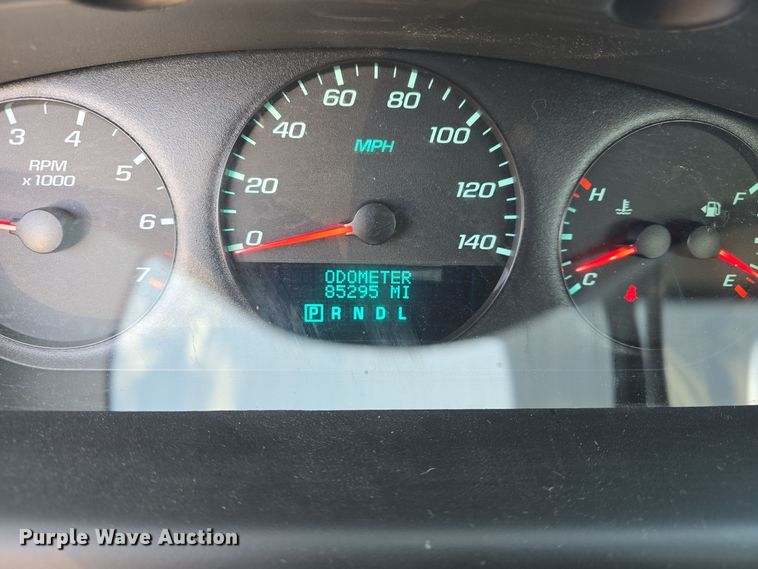 3 4 5 6 7
RPM
x 1000
0 20 40 60 80 100 120 140
MPH
ODOMETER
85295 MI
P R N D L
H
C
F
E
Purple Wave Auction